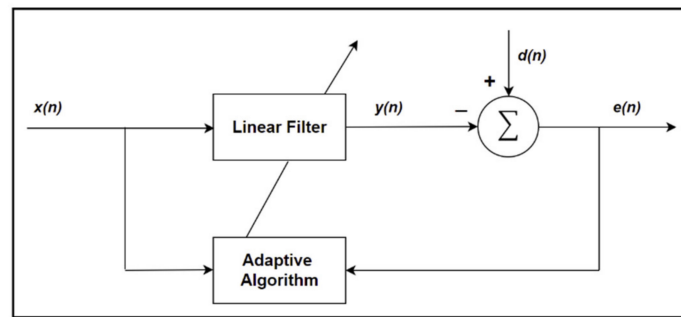 d(n)
+
x(n)
y(n)
−
e(n)
Linear Filter
Σ
Adaptive
Algorithm